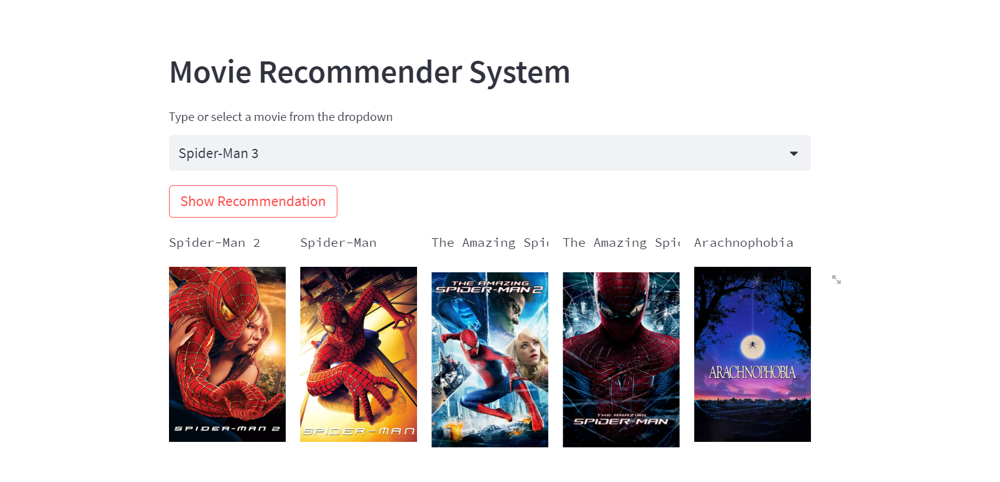 Movie Recommender System
Type or select a movie from the dropdown
Spider-Man 3
Show Recommendation
Spider-Man 2
Spider-Man
The Amazing Spid
The Amazing Spid
Arachnophobia
SPIDER-MAN 2
SPIDER-MAN
THE AMAZING
SPIDER-MAN 2
THE AMAZING
SPIDER-MAN
ARACHNOPHOBIA